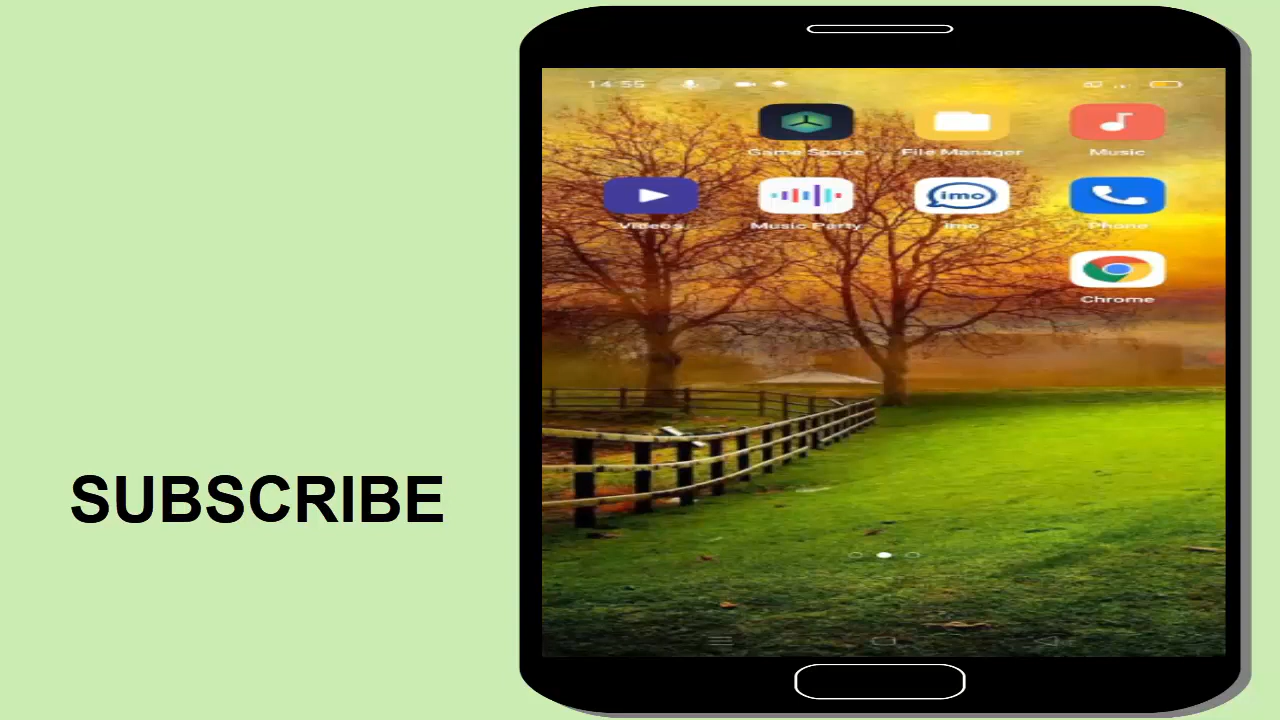 SUBSCRIBE
14:55
Game Space
File Manager
Music
Videos
Music Party
imo
imo
Phone
Chrome